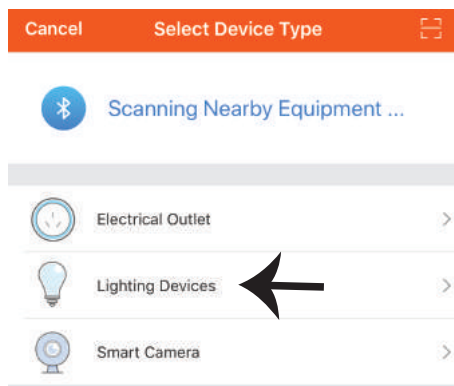 Cancel Select Device Type
Scanning Nearby Equipment ...
Electrical Outlet
Lighting Devices
Smart Camera